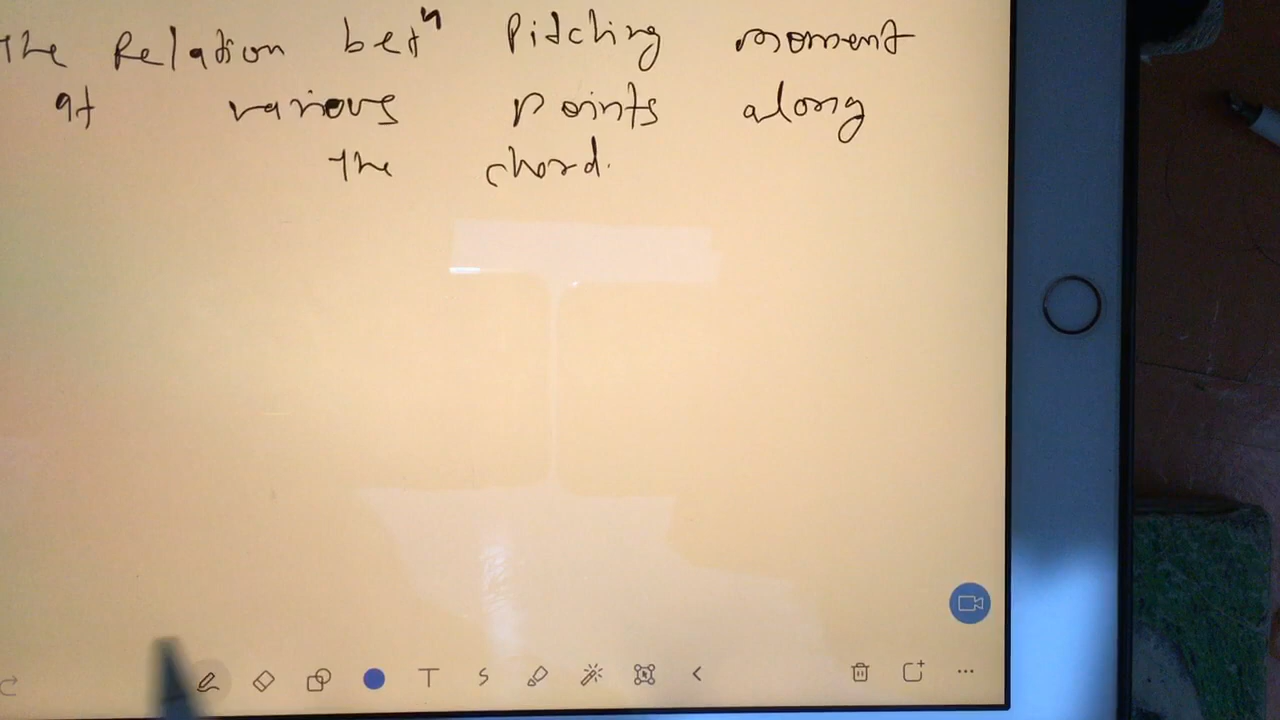 the Relation betⁿ Pitching moment
at various points along
the chord.
T